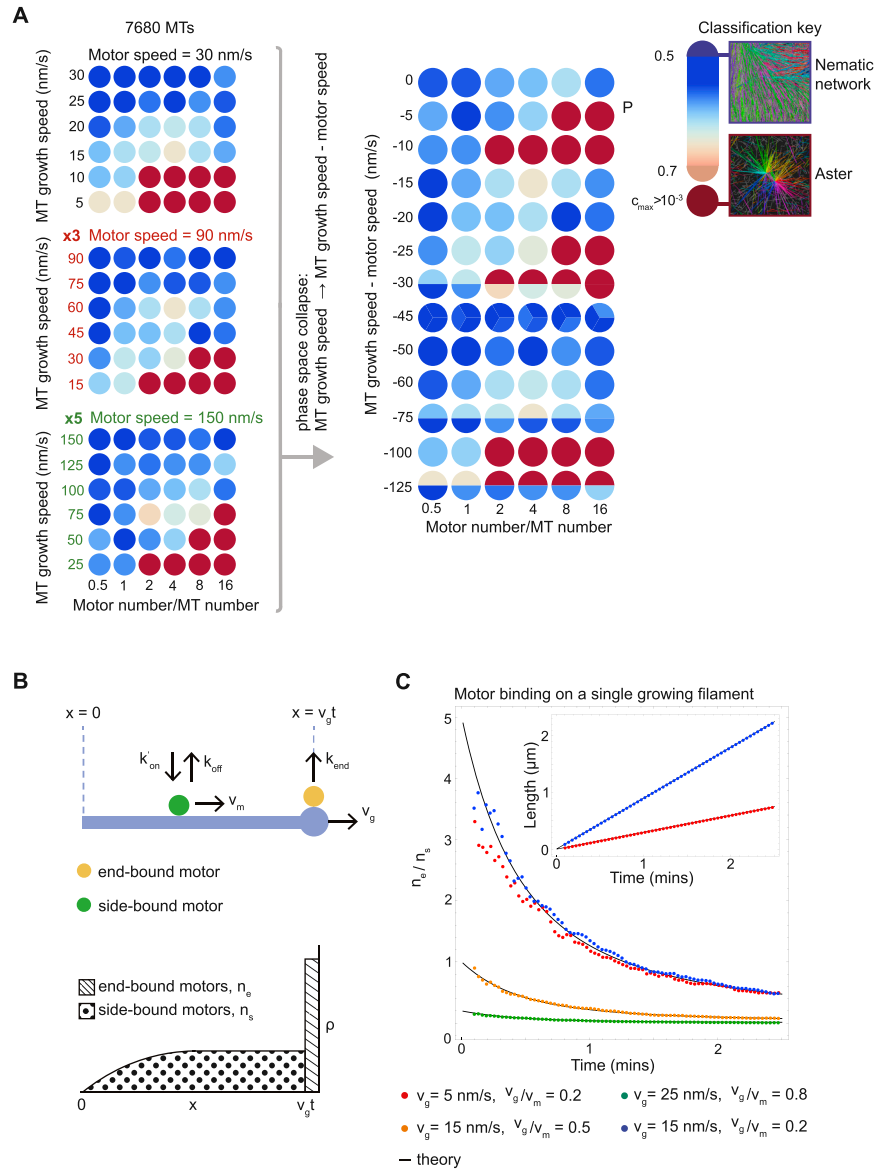 A
7680 MTs
Motor speed = 30 nm/s
MT growth speed (nm/s)
30
25
20
15
10
5
x3 Motor speed = 90 nm/s
MT growth speed (nm/s)
90
75
60
45
30
15
x5 Motor speed = 150 nm/s
MT growth speed (nm/s)
150
125
100
75
50
25
0.5 1 2 4 8 16
Motor number/MT number
phase space collapse:
MT growth speed → MT growth speed - motor speed
MT growth speed - motor speed (nm/s)
0
-5
-10
-15
-20
-25
-30
-45
-50
-60
-75
-100
-125
0.5 1 2 4 8 16
Motor number/MT number
P
Classification key
0.5
0.7
c_max>10^-3
Nematic
network
Aster
B
x = 0
x = v_g t
k'_on
k_off
k_end
v_m
v_g
end-bound motor
side-bound motor
end-bound motors, n_e
side-bound motors, n_s
ρ
0 x v_g t
C
Motor binding on a single growing filament
n_e / n_s
5
4
3
2
1
0
0 1 2
Time (mins)
Length (μm)
2
1
0
0 1 2
Time (mins)
v_g = 5 nm/s, v_g/v_m = 0.2
v_g = 25 nm/s, v_g/v_m = 0.8
v_g = 15 nm/s, v_g/v_m = 0.5
v_g = 15 nm/s, v_g/v_m = 0.2
theory